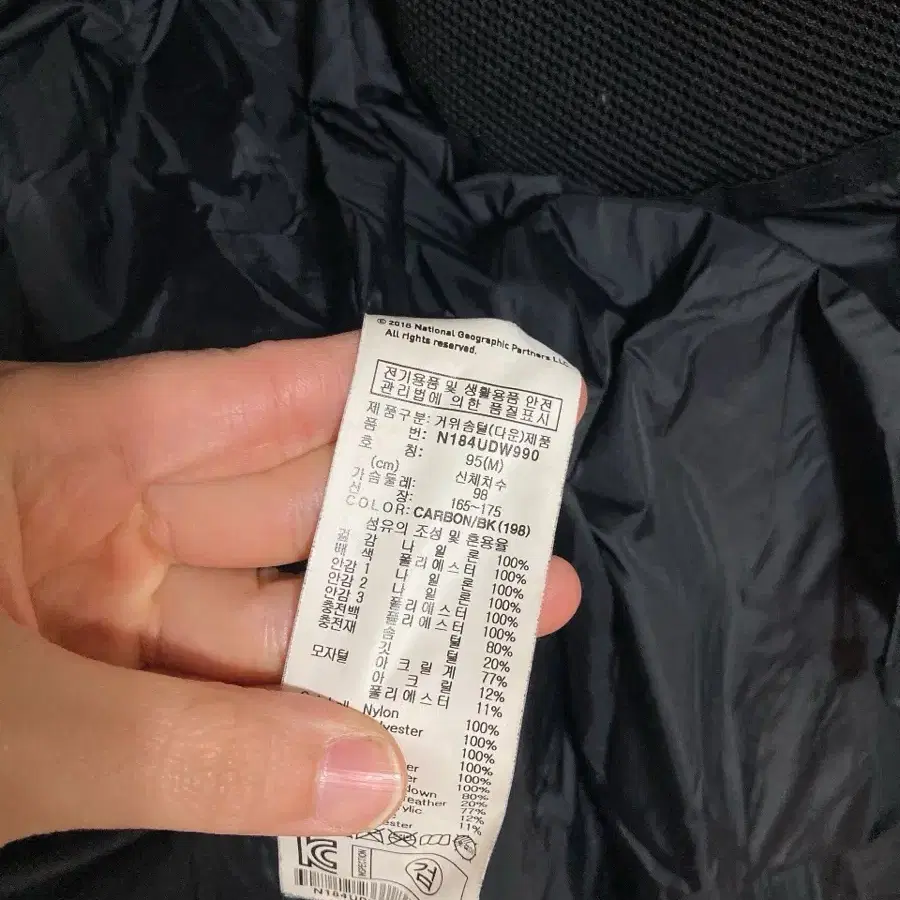 © 2018 National Geographic Partners LLC
All rights reserved.
전기용품 및 생활용품 안전
관리법에 의한 품질표시
제품구분: 거위솜털(다운)제품
품 번: N184UDW990
호 칭: 95(M)
(cm) 신체치수
가슴둘레: 98
신 장: 165~175
COLOR: CARBON/BK(198)
섬유의 조성 및 혼용율
겉감 나일론 100%
배색 폴리에스터 100%
안감1 나일론 100%
안감2 나일론 100%
안감3 폴리에스터 100%
충전백 폴리에스터 100%
충전재 솜털 80%
깃털 20%
모자털 아크릴계 77%
아크릴 12%
폴리에스터 11%
Nylon 100%
100%
100%
100%
100%
100%
down 80%
20%
77%
12%
11%
검